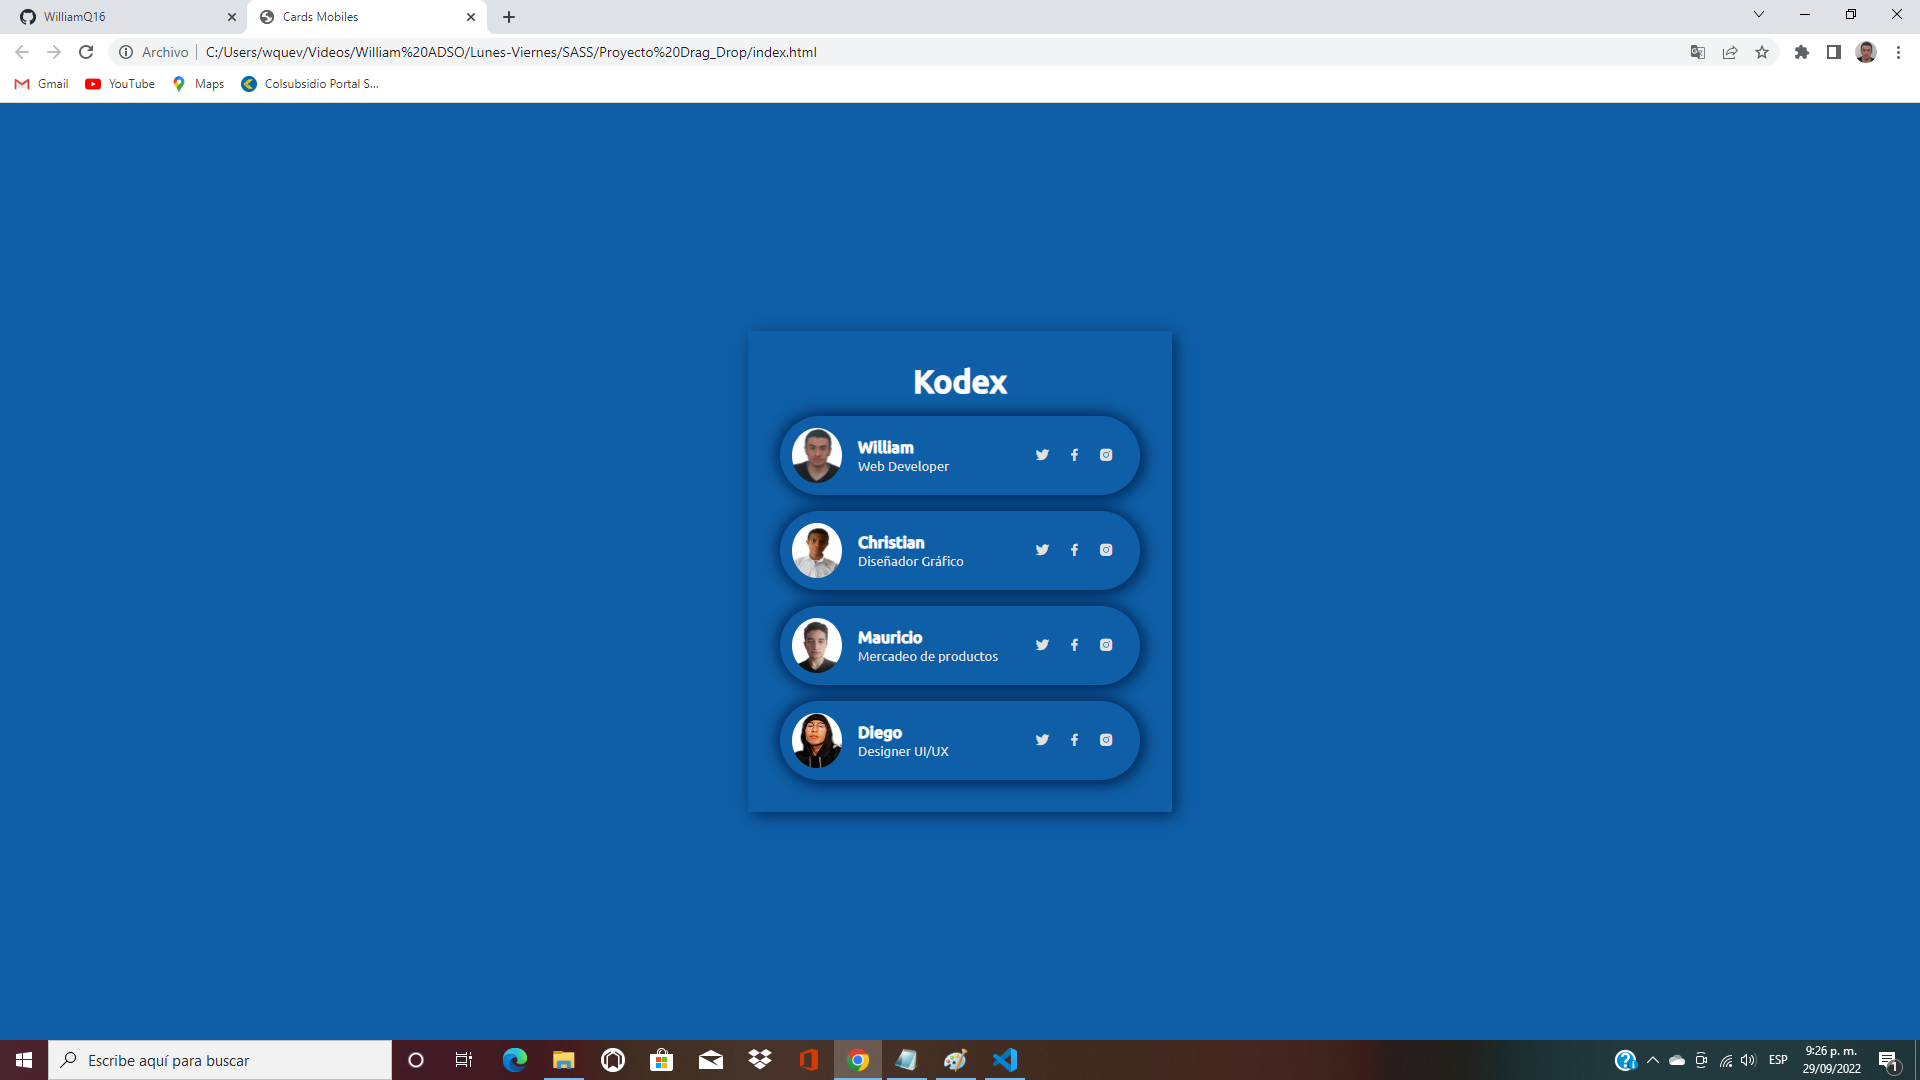 WilliamQ16
Cards Mobiles
Archivo
C:/Users/wquev/Videos/William%20ADSO/Lunes-Viernes/SASS/Proyecto%20Drag_Drop/index.html
Gmail
YouTube
Maps
Colsubsidio Portal S...
Kodex
William
Web Developer
Christian
Diseñador Gráfico
Mauricio
Mercadeo de productos
Diego
Designer UI/UX
Escribe aquí para buscar
ESP
9:26 p. m.
29/09/2022
1